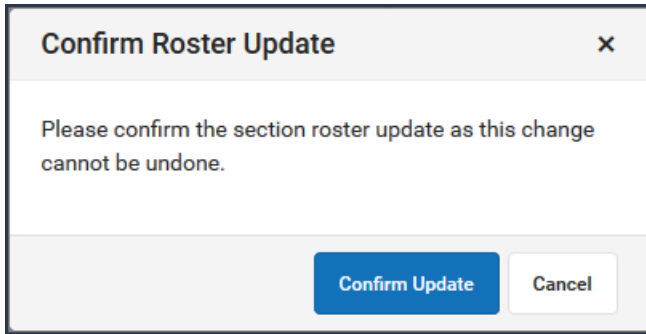 Confirm Roster Update
Please confirm the section roster update as this change
cannot be undone.
Confirm Update
Cancel